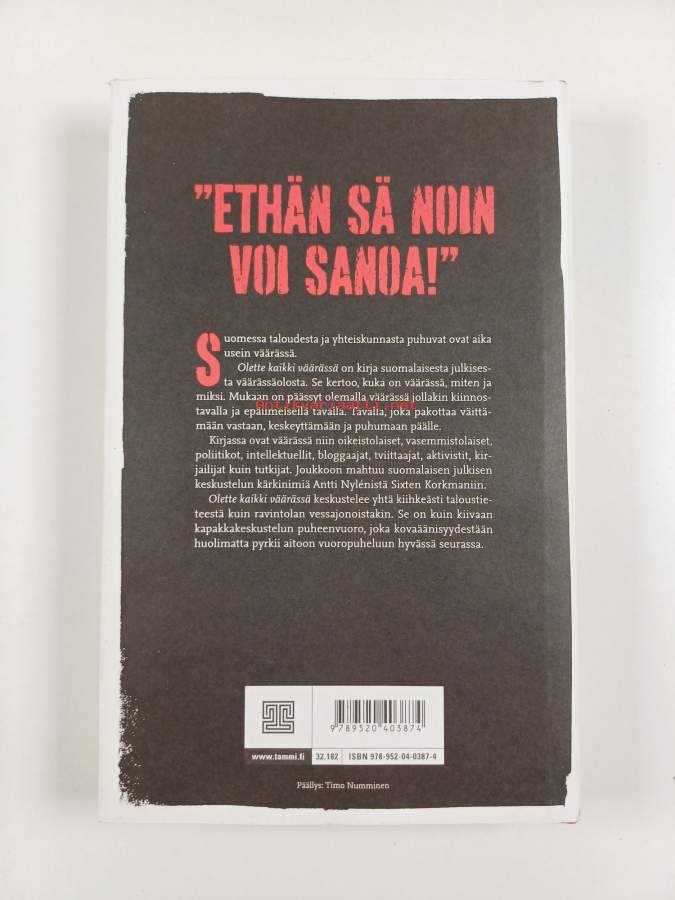 "ETHÄN SÄ NOIN
VOI SANOA!"
Suomessa taloudesta ja yhteiskunnasta puhuvat ovat aika
usein väärässä.
Olette kaikki väärässä on kirja suomalaisesta julkises-
ta väärässäolosta. Se kertoo, kuka on väärässä, miten ja
miksi. Mukaan on päässyt olemalla väärässä jollakin kiinnos-
tavalla ja epäilmeisellä tavalla. Tavalla, joka pakottaa väittä-
antikvariaatti.net
mään vastaan, keskeyttämään ja puhumaan päälle.
Kirjassa ovat väärässä niin oikeistolaiset, vasemmistolaiset,
poliitikot, intellektuellit, bloggaajat, tviittaajat, aktivistit, kir-
jailijat kuin tutkijat. Joukkoon mahtuu suomalaisen julkisen
keskustelun kärkinimiä Antti Nylénistä Sixten Korkmaniin.
Olette kaikki väärässä keskustelee yhtä kiihkeästi taloustie-
teestä kuin ravintolan vessajonoistakin. Se on kuin kiivaan
kapakkakeskustelun puheenvuoro, joka kovaäänisyydestään
huolimatta pyrkii aitoon vuoropuheluun hyvässä seurassa.
9789520403874
www.tammi.fi 32.182 ISBN 978-952-04-0387-4
Päällys: Timo Numminen